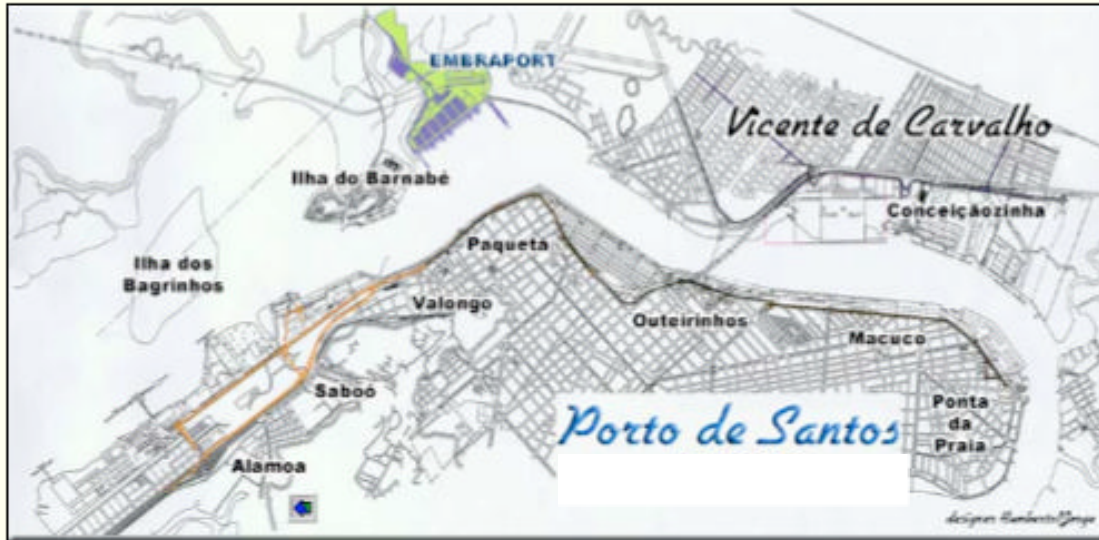 EMBRAPORT
Vicente de Carvalho
Ilha do Barnabé
Conceiçãozinha
Paquetá
Ilha dos
Bagrinhos
Valongo
Outeirinhos
Macuco
Saboó
Porto de Santos
Ponta
da
Praia
Alamoa
designer